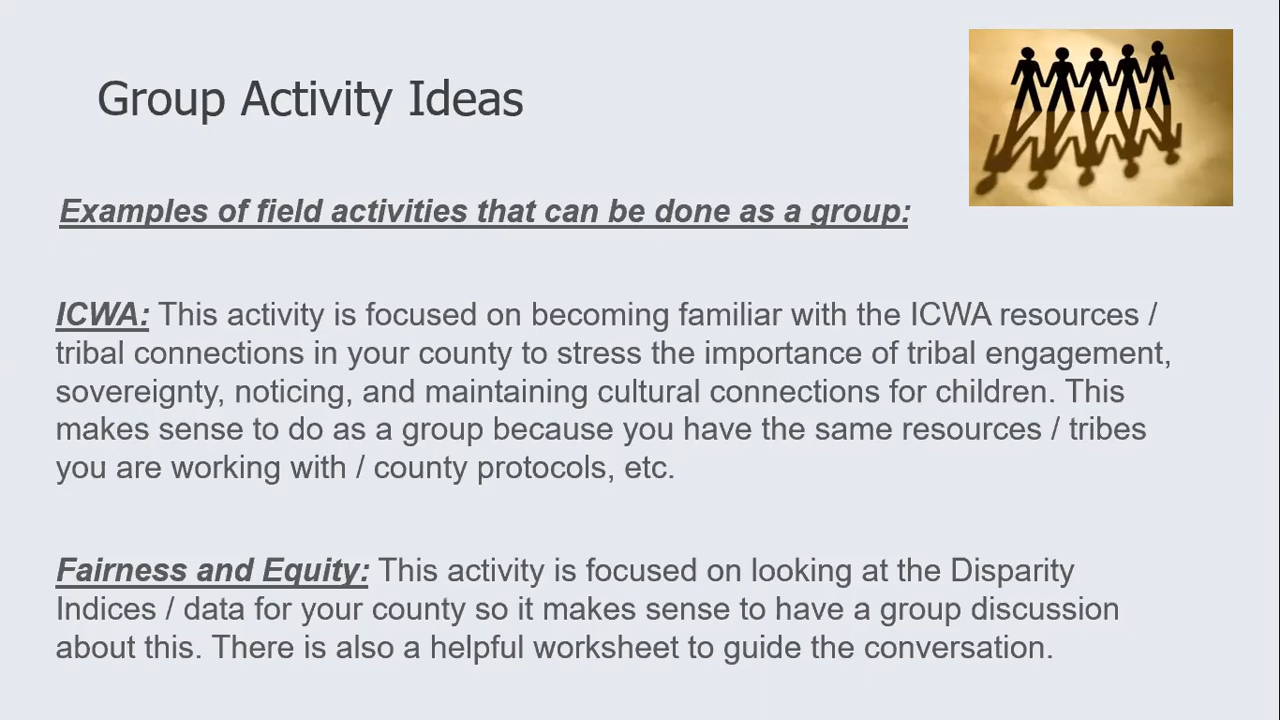 Group Activity Ideas
Examples of field activities that can be done as a group:
ICWA: This activity is focused on becoming familiar with the ICWA resources /
tribal connections in your county to stress the importance of tribal engagement,
sovereignty, noticing, and maintaining cultural connections for children. This
makes sense to do as a group because you have the same resources / tribes
you are working with / county protocols, etc.
Fairness and Equity: This activity is focused on looking at the Disparity
Indices / data for your county so it makes sense to have a group discussion
about this. There is also a helpful worksheet to guide the conversation.